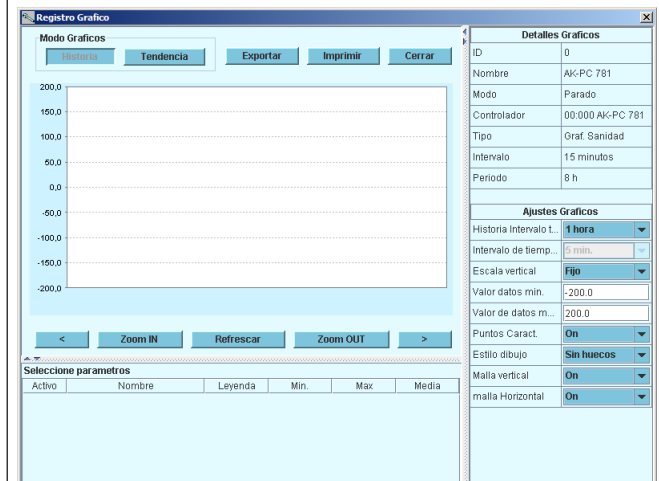 Registro Grafico
Modo Graficos
Historia
Tendencia
Exportar
Imprimir
Cerrar
200,0
150,0
100,0
50,0
0,0
-50,0
-100,0
-150,0
-200,0
<
Zoom IN
Refrescar
Zoom OUT
>
Seleccione parametros
Activo Nombre Leyenda Min. Max Media
Detalles Graficos
ID 0
Nombre AK-PC 781
Modo Parado
Controlador 00:000 AK-PC 781
Tipo Graf. Sanidad
Intervalo 15 minutos
Periodo 8 h
Ajustes Graficos
Historia Intervalo t... 1 hora
Intervalo de tiemp... 5 min.
Escala vertical Fijo
Valor datos min. -200.0
Valor de datos m... 200.0
Puntos Caract. On
Estilo dibujo Sin huecos
Malla vertical On
malla Horizontal On